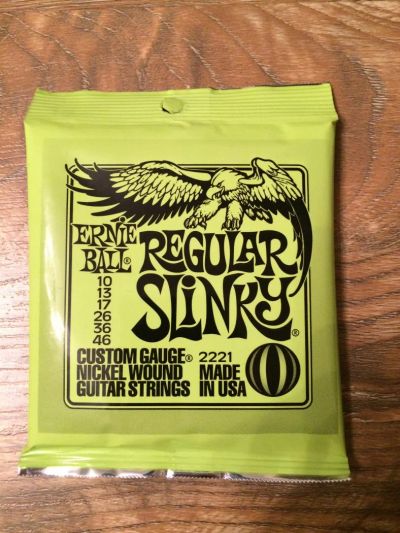 ERNIE
BALL®
REGULAR
SLINKY®
10
13
17
26
36
46
CUSTOM GAUGE® 2221
NICKEL WOUND MADE
GUITAR STRINGS IN USA